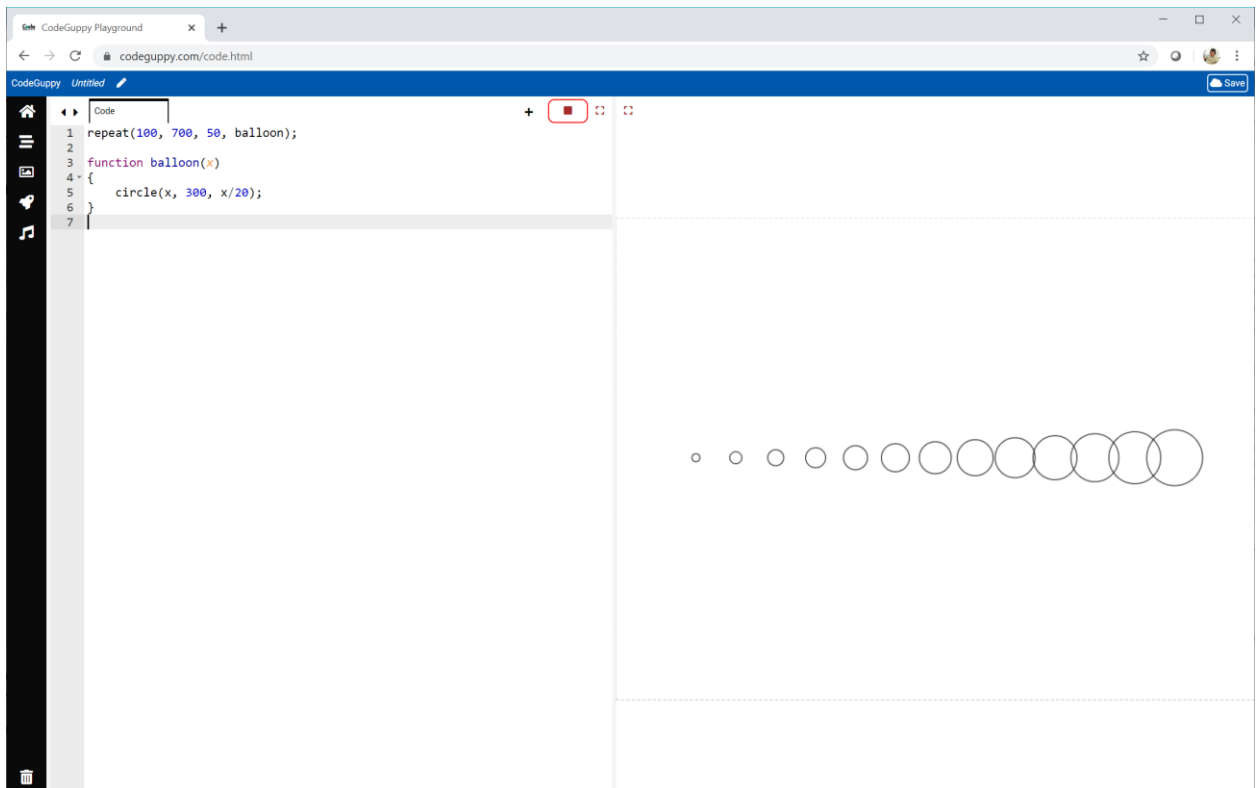 Code CodeGuppy Playground
codeguppy.com/code.html
CodeGuppy Untitled Save
Code
1 repeat(100, 700, 50, balloon);
2
3 function balloon(x)
4 {
5 circle(x, 300, x/20);
6 }
7